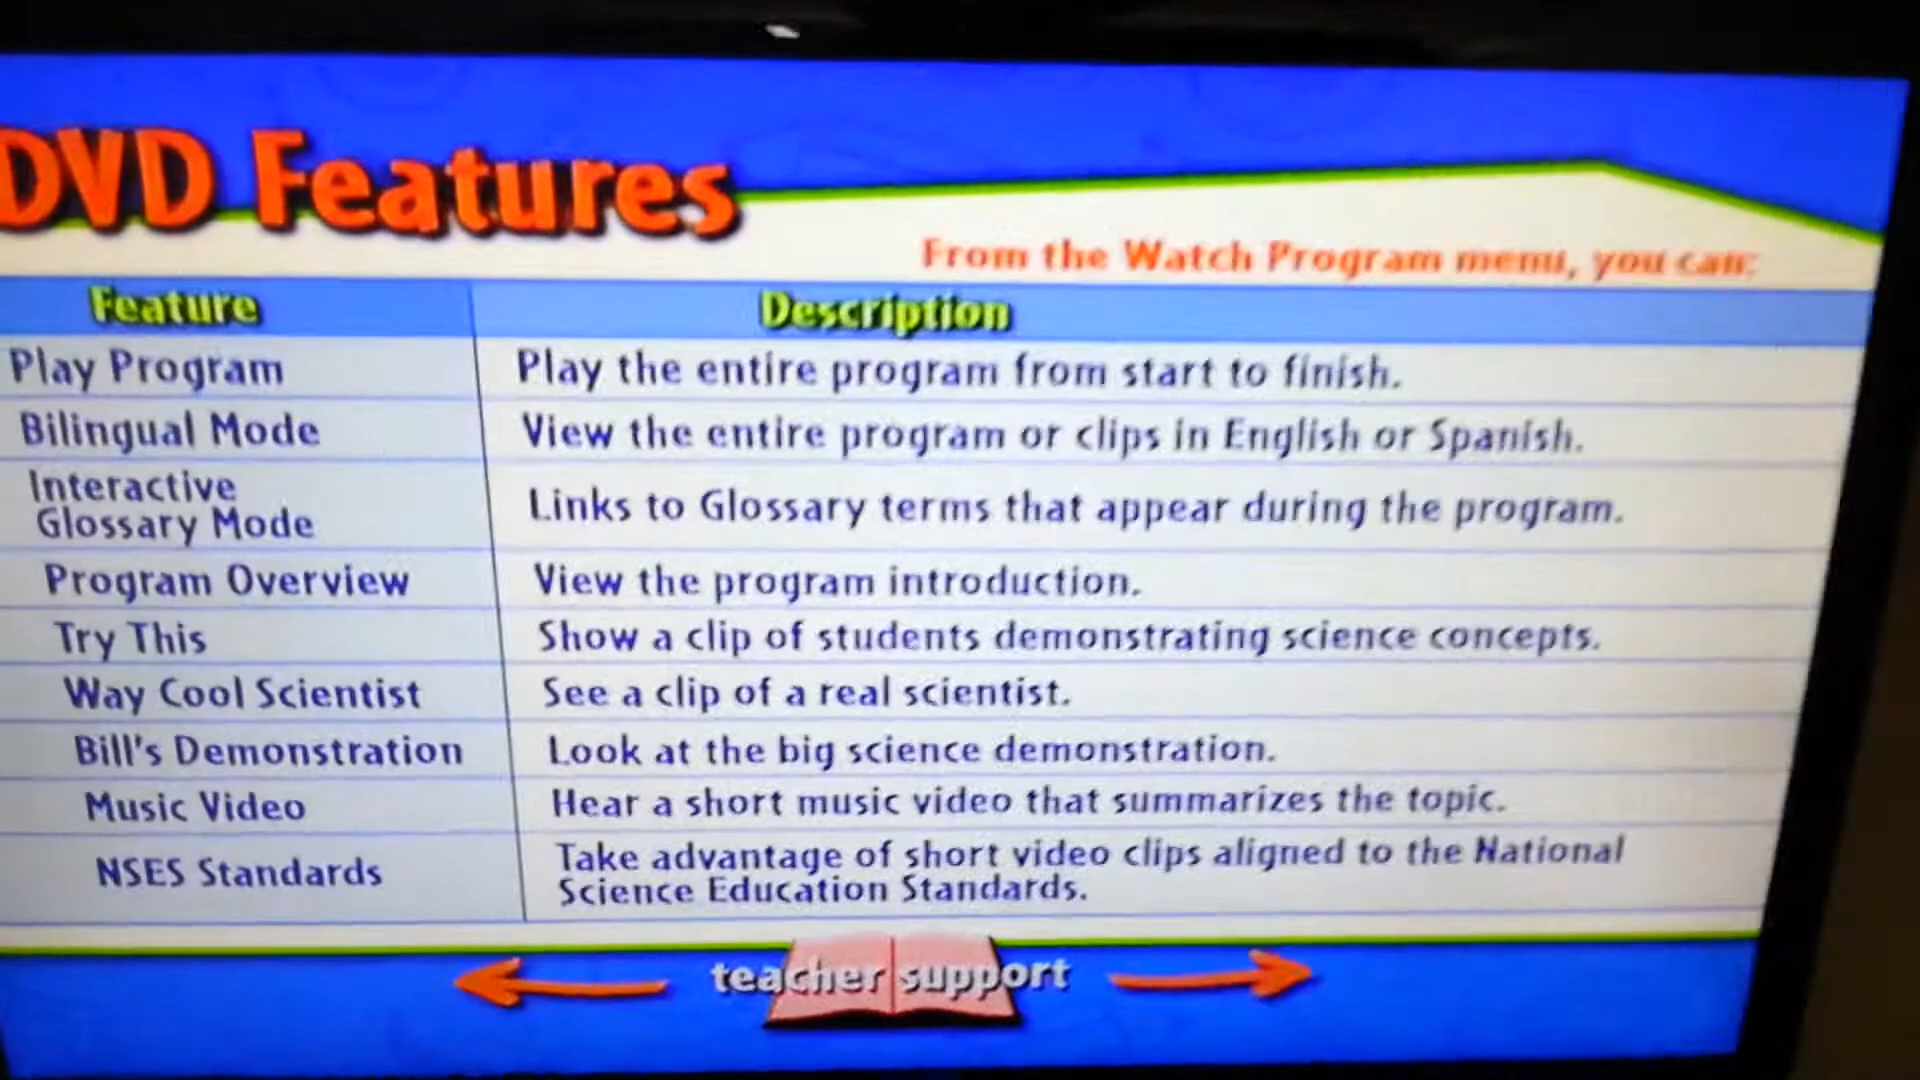 DVD Features
From the Watch Program menu, you can:
Feature Description
Play Program Play the entire program from start to finish.
Bilingual Mode View the entire program or clips in English or Spanish.
Interactive
Glossary Mode Links to Glossary terms that appear during the program.
Program Overview View the program introduction.
Try This Show a clip of students demonstrating science concepts.
Way Cool Scientist See a clip of a real scientist.
Bill's Demonstration Look at the big science demonstration.
Music Video Hear a short music video that summarizes the topic.
NSES Standards Take advantage of short video clips aligned to the National
Science Education Standards.
teacher support